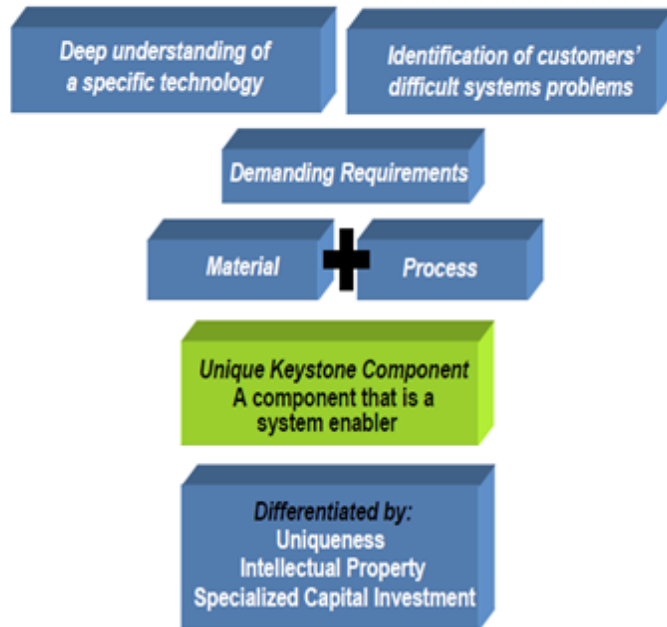 Deep understanding of
a specific technology
Identification of customers’
difficult systems problems
Demanding Requirements
Material
Process
Unique Keystone Component
A component that is a
system enabler
Differentiated by:
Uniqueness
Intellectual Property
Specialized Capital Investment